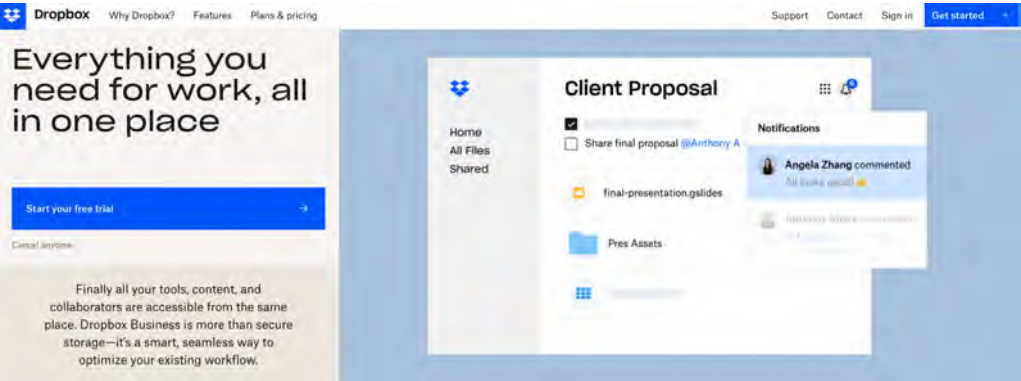 Dropbox Why Dropbox? Features Plans & pricing Support Contact Sign in Get started
Everything you
need for work, all
in one place
Start your free trial
Cancel anytime
Finally all your tools, content, and
collaborators are accessible from the same
place. Dropbox Business is more than secure
storage—it's a smart, seamless way to
optimize your existing workflow.
Home
All Files
Shared
Client Proposal
Share final proposal @Anthony A
final-presentation.gslides
Pres Assets
Notifications
Angela Zhang commented